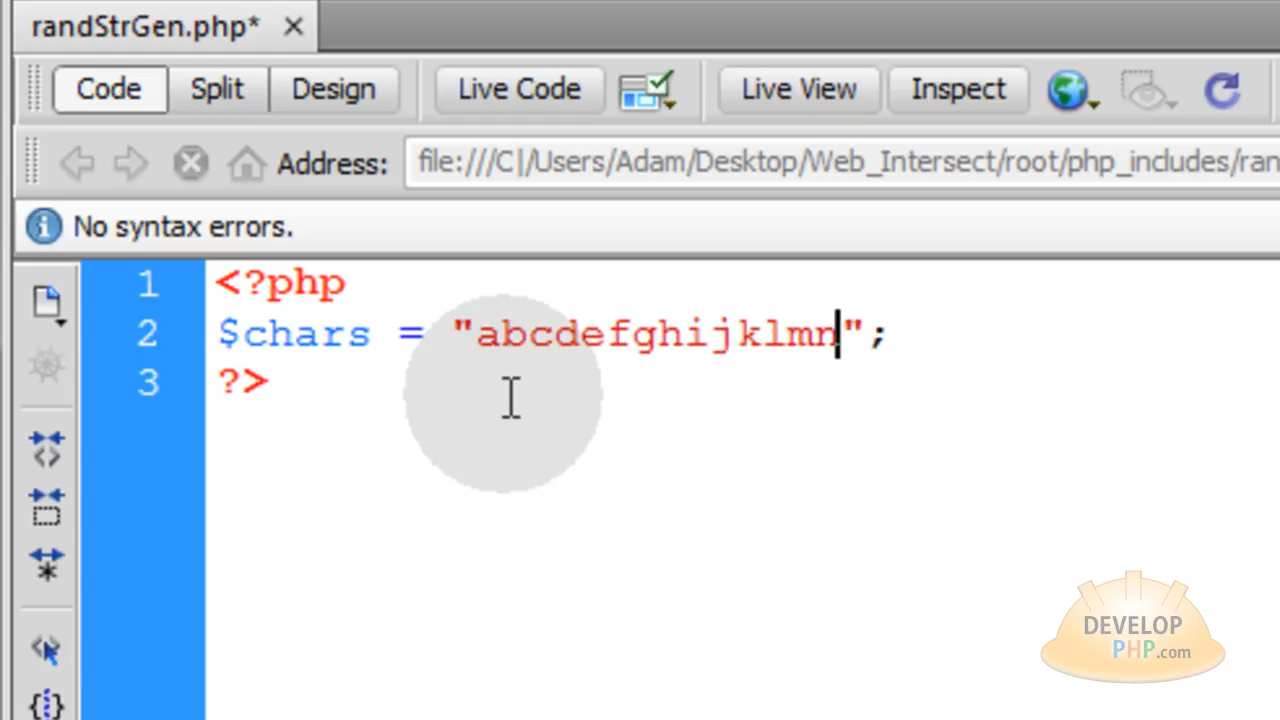 randStrGen.php*
Code Split Design Live Code Live View Inspect
Address: file:///C|/Users/Adam/Desktop/Web_Intersect/root/php_includes/ran
No syntax errors.
1 <?php
2 $chars = "abcdefghijklmn";
3 ?>
DEVELOP
PHP.com